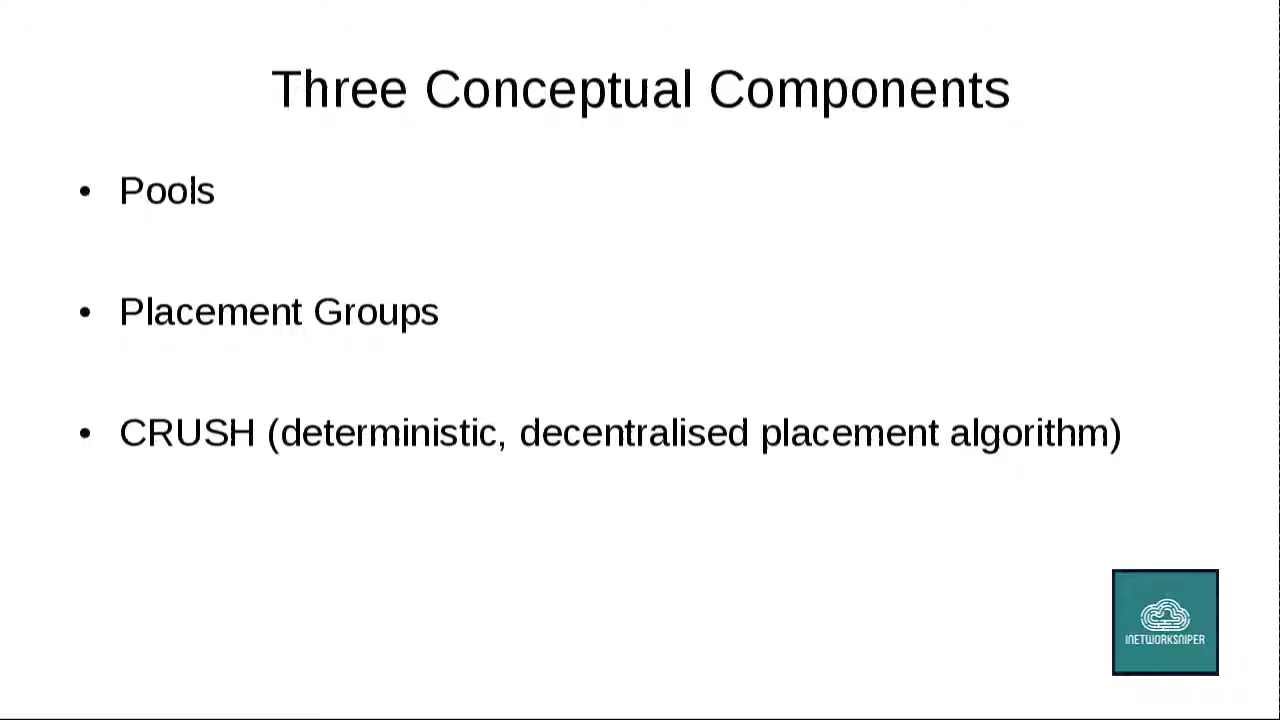 Three Conceptual Components
• Pools
• Placement Groups
• CRUSH (deterministic, decentralised placement algorithm)
INETWORKSNIPER